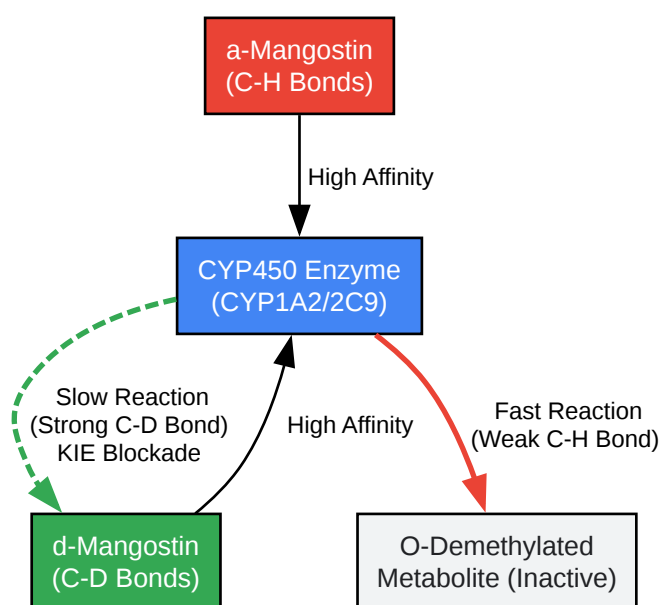 a-Mangostin
(C-H Bonds)
High Affinity
CYP450 Enzyme
(CYP1A2/2C9)
Slow Reaction
(Strong C-D Bond)
KIE Blockade
High Affinity
Fast Reaction
(Weak C-H Bond)
d-Mangostin
(C-D Bonds)
O-Demethylated
Metabolite (Inactive)